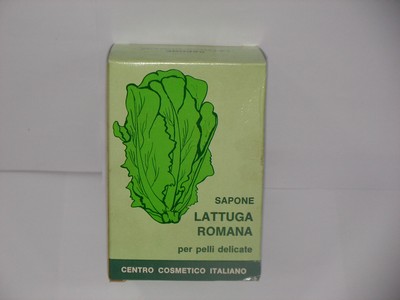 SAPONE
LATTUGA
ROMANA
per pelli delicate
CENTRO COSMETICO ITALIANO